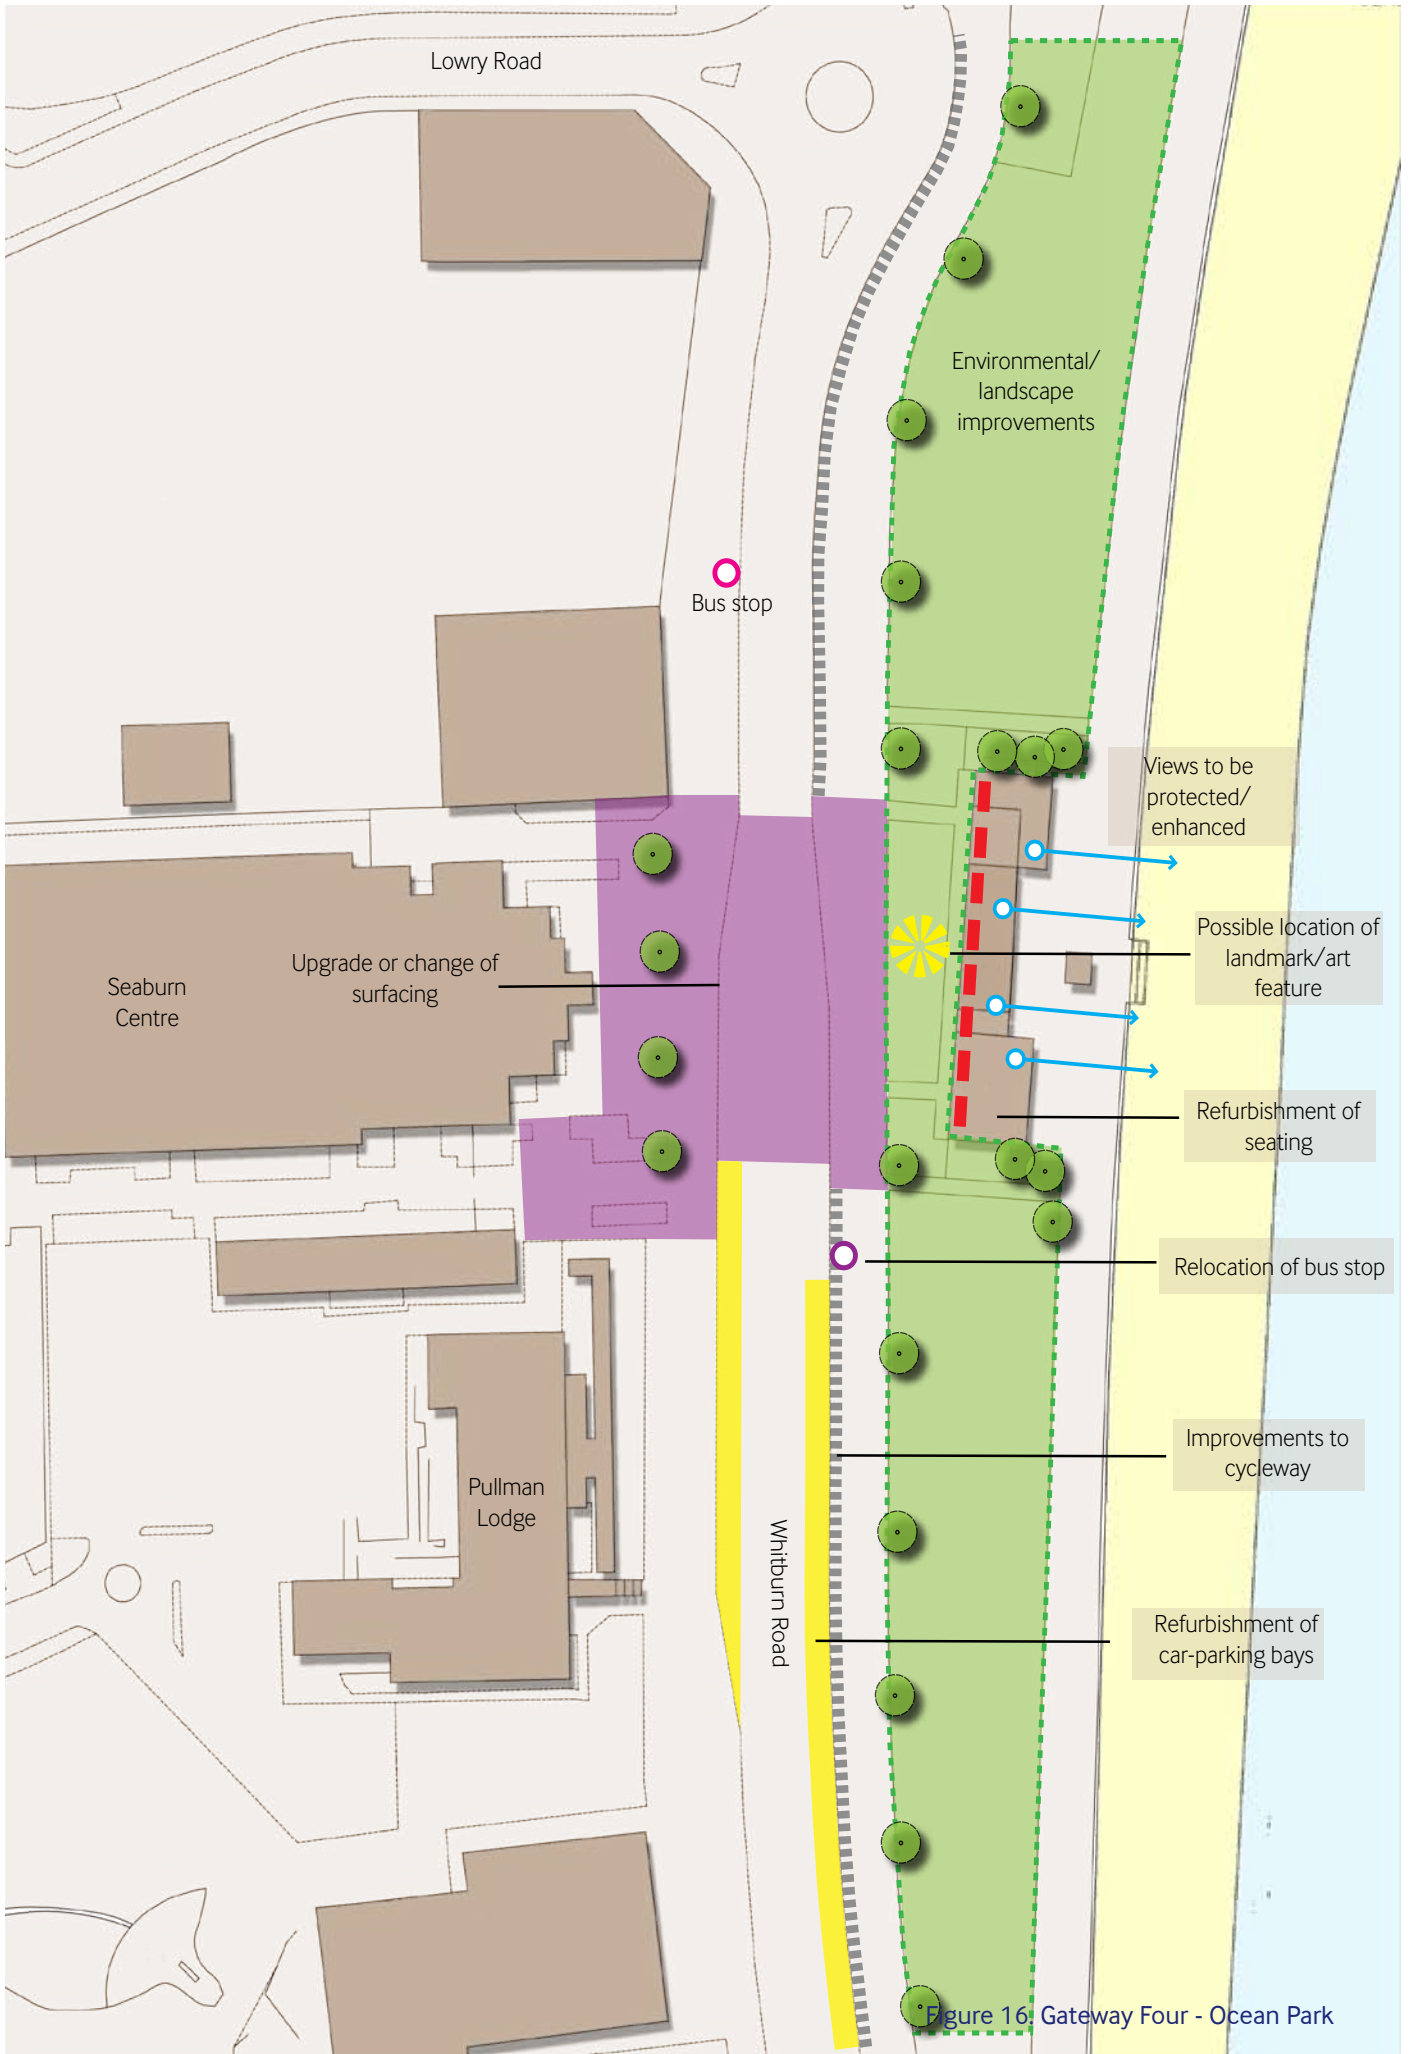 Lowry Road
Environmental/
landscape
improvements
Bus stop
Views to be
protected/
enhanced
Possible location of
landmark/art
feature
Upgrade or change of
surfacing
Seaburn
Centre
Refurbishment of
seating
Relocation of bus stop
Improvements to
cycleway
Pullman
Lodge
Whitburn Road
Refurbishment of
car-parking bays
Figure 16. Gateway Four - Ocean Park